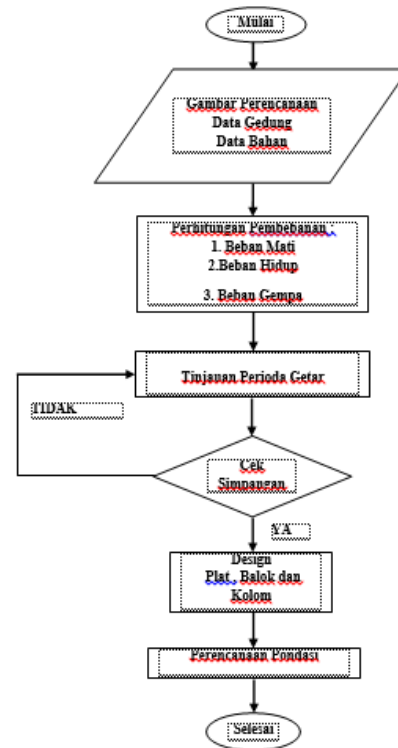 Mulai
Gambar Perencanaan
Data Gedung
Data Bahan
Perhitungan Pembebanan :
1. Beban Mati
2.Beban Hidup
3. Beban Gempa
Tinjauan Perioda Getar
TIDAK
Cek
Simpangan
YA
Design
Plat , Balok dan
Kolom
Perencanaan Pondasi
Selesai